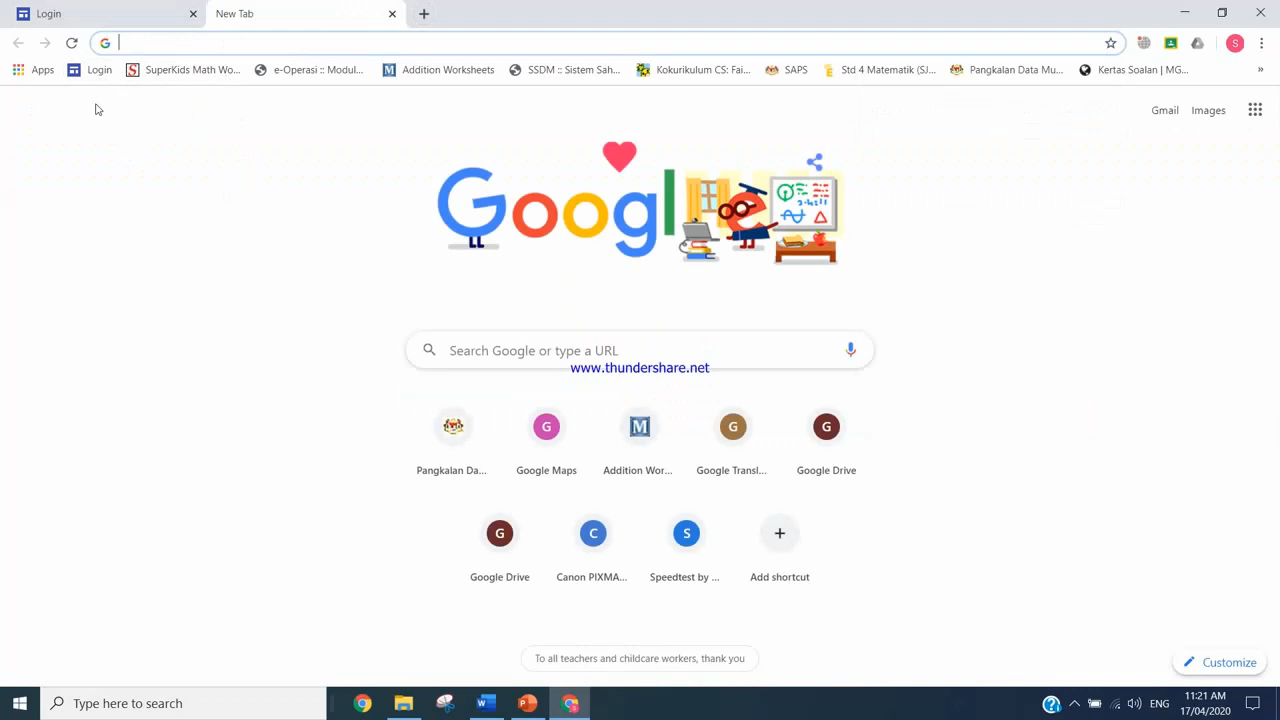 Login
New Tab
Apps
Login
SuperKids Math Wo...
e-Operasi :: Modul...
Addition Worksheets
SSDM :: Sistem Sah...
Kokurikulum CS: Fai...
SAPS
Std 4 Matematik (SJ...
Pangkalan Data Mu...
Kertas Soalan | MG...
»
S
Gmail
Images
Googl e
Search Google or type a URL
www.thundershare.net
M
G
G
G
Pangkalan Da...
Google Maps
Addition Wor...
Google Transl...
Google Drive
G
C
S
Google Drive
Canon PIXMA...
Speedtest by ...
Add shortcut
To all teachers and childcare workers, thank you
Customize
Type here to search
ENG
11:21 AM
17/04/2020